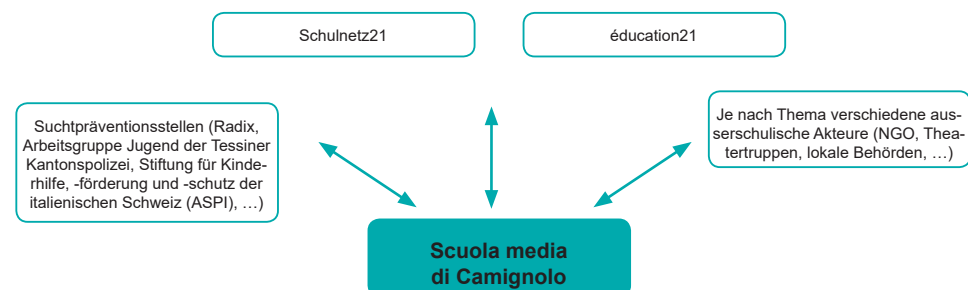 Schulnetz21
éducation21
Suchtpräventionsstellen (Radix,
Arbeitsgruppe Jugend der Tessiner
Kantonspolizei, Stiftung für Kinde-
rhilfe, -förderung und -schutz der
italienischen Schweiz (ASPI), …)
Je nach Thema verschiedene aus-
serschulische Akteure (NGO, Thea-
tertruppen, lokale Behörden, …)
Scuola media
di Camignolo